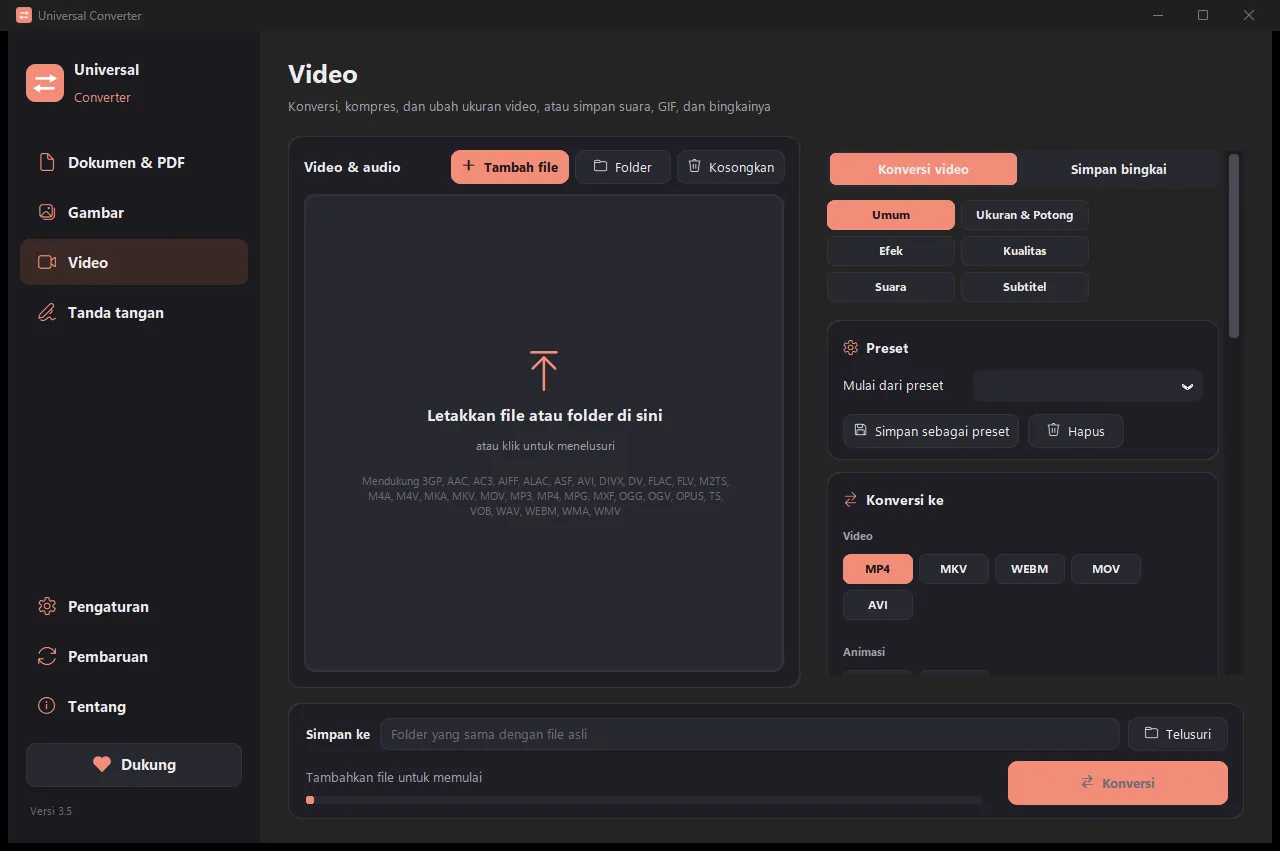 Universal Converter
Universal
Converter
Dokumen & PDF
Gambar
Video
Tanda tangan
Pengaturan
Pembaruan
Tentang
Dukung
Versi 3.5
Video
Konversi, kompres, dan ubah ukuran video, atau simpan suara, GIF, dan bingkainya
Video & audio
Tambah file
Folder
Kosongkan
Letakkan file atau folder di sini
atau klik untuk menelusuri
Mendukung 3GP, AAC, AC3, AIFF, ALAC, ASF, AVI, DIVX, DV, FLAC, FLV, M2TS,
M4A, M4V, MKA, MKV, MOV, MP3, MP4, MPG, MXF, OGG, OGV, OPUS, TS,
VOB, WAV, WEBM, WMA, WMV
Konversi video
Simpan bingkai
Umum
Ukuran & Potong
Efek
Kualitas
Suara
Subtitel
Preset
Mulai dari preset
Simpan sebagai preset
Hapus
Konversi ke
Video
MP4
MKV
WEBM
MOV
AVI
Animasi
Simpan ke
Folder yang sama dengan file asli
Telusuri
Tambahkan file untuk memulai
Konversi